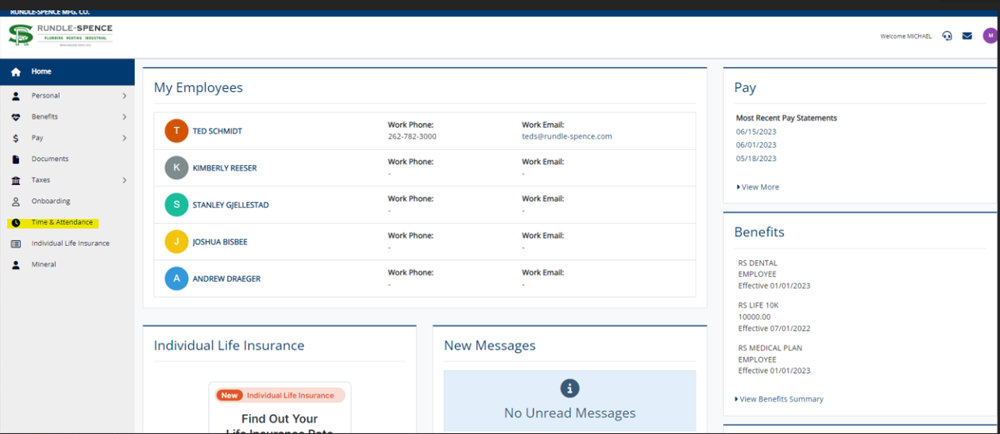 RUNDLE-SPENCE MFG. CO.
RUNDLE-SPENCE
PLUMBING HEATING INDUSTRIAL
Welcome MICHAEL
M
Home
Personal
Benefits
Pay
Documents
Taxes
Onboarding
Time & Attendance
Individual Life Insurance
Mineral
My Employees
T TED SCHMIDT Work Phone: Work Email:
262-782-3000 teds@rundle-spence.com
K KIMBERLY REESER Work Phone: Work Email:
- -
S STANLEY GJELLESTAD Work Phone: Work Email:
- -
J JOSHUA BISBEE Work Phone: Work Email:
- -
A ANDREW DRAEGER Work Phone: Work Email:
- -
Individual Life Insurance
New Individual Life Insurance
Find Out Your
Life Insurance Rate
New Messages
No Unread Messages
Pay
Most Recent Pay Statements
06/15/2023
06/01/2023
05/18/2023
View More
Benefits
RS DENTAL
EMPLOYEE
Effective 01/01/2023
RS LIFE 10K
10000.00
Effective 07/01/2022
RS MEDICAL PLAN
EMPLOYEE
Effective 01/01/2023
View Benefits Summary